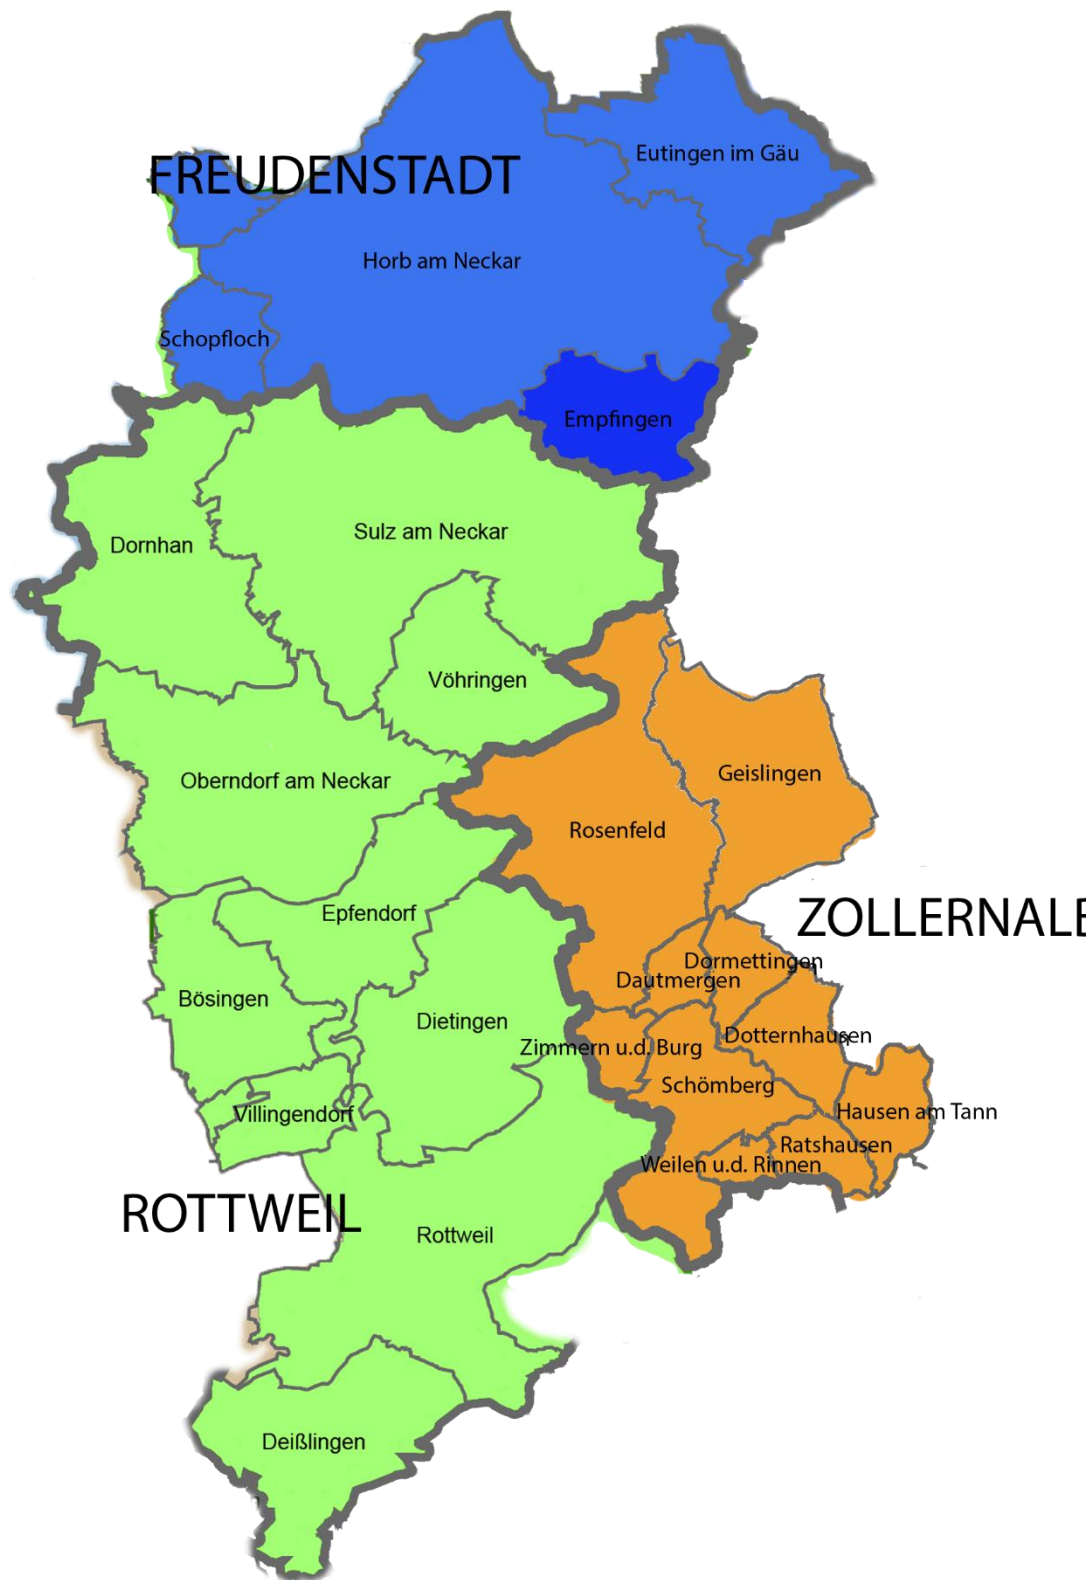 Eutingen im Gäu
FREUDENSTADT
Horb am Neckar
Schopfloch
Empfingen
Sulz am Neckar
Dornhan
Vöhringen
Geislingen
Oberndorf am Neckar
Rosenfeld
Epfendorf
ZOLLERNALB
Dormettingen
Dautmergen
Bösingen
Dietingen
Dotternhausen
Zimmern u.d. Burg
Schömberg
Villingendorf
Hausen am Tann
Ratshausen
Weilen u.d. Rinnen
ROTTWEIL
Rottweil
Deißlingen